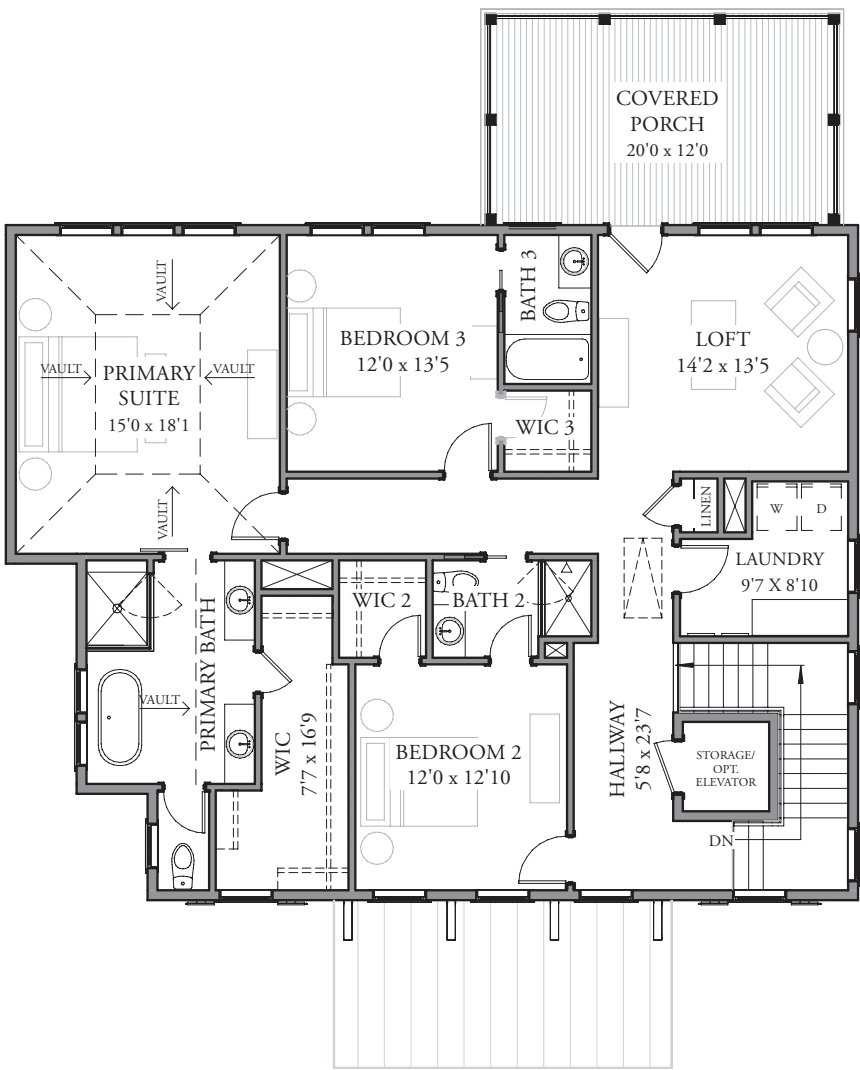 COVERED
PORCH
20'0 x 12'0
VAULT
BATH 3
BEDROOM 3
12'0 x 13'5
LOFT
14'2 x 13'5
VAULT
VAULT
PRIMARY
SUITE
15'0 x 18'1
WIC 3
VAULT
LINEN
W
D
LAUNDRY
9'7 X 8'10
WIC 2
BATH 2
PRIMARY BATH
VAULT
WIC
7'7 x 16'9
BEDROOM 2
12'0 x 12'10
HALLWAY
5'8 x 23'7
STORAGE/
OPT.
ELEVATOR
DN